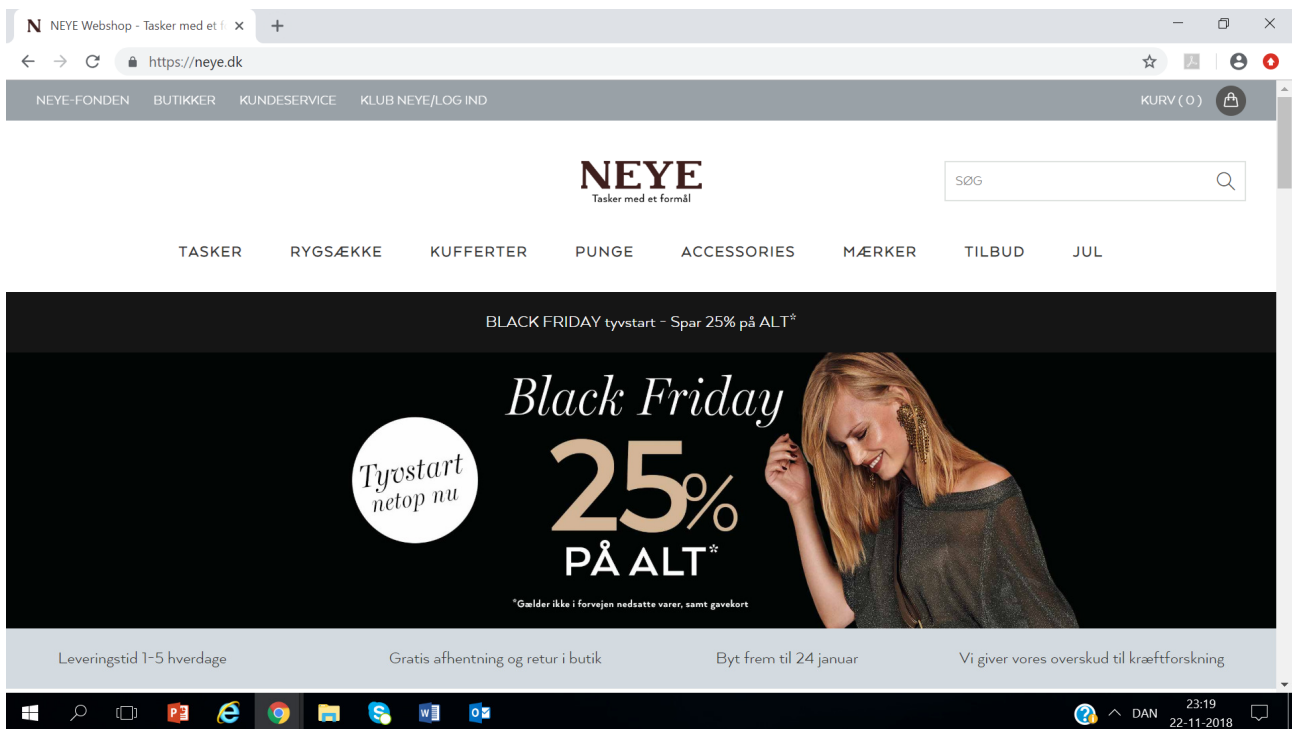 NEYE Webshop - Tasker med et f
https://neye.dk
NEYE-FONDEN BUTIKKER KUNDESERVICE KLUB NEYE/LOG IND KURV ( 0 )
NEYE
Tasker med et formål
SØG
TASKER RYGSÆKKE KUFFERTER PUNGE ACCESSORIES MÆRKER TILBUD JUL
BLACK FRIDAY tyvstart - Spar 25% på ALT*
Black Friday
Tyvstart
netop nu
25%
PÅ ALT*
*Gælder ikke i forvejen nedsatte varer, samt gavekort
Leveringstid 1-5 hverdage Gratis afhentning og retur i butik Byt frem til 24 januar Vi giver vores overskud til kræftforskning
DAN
23:19
22-11-2018